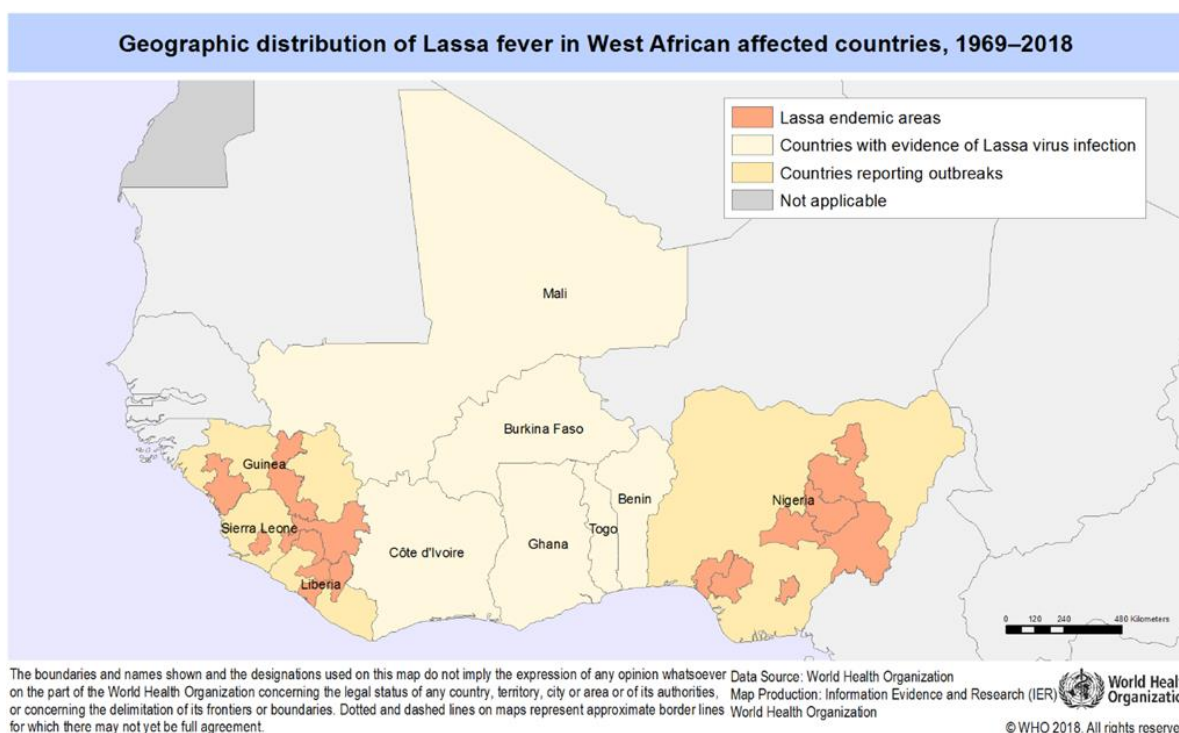 Geographic distribution of Lassa fever in West African affected countries, 1969–2018
Lassa endemic areas
Countries with evidence of Lassa virus infection
Countries reporting outbreaks
Not applicable
Mali
Burkina Faso
Guinea
Benin
Nigeria
Sierra Leone
Togo
Ghana
Côte d'Ivoire
Liberia
0 120 240 480 Kilometers
The boundaries and names shown and the designations used on this map do not imply the expression of any opinion whatsoever
on the part of the World Health Organization concerning the legal status of any country, territory, city or area or of its authorities,
or concerning the delimitation of its frontiers or boundaries. Dotted and dashed lines on maps represent approximate border lines
for which there may not yet be full agreement.
Data Source: World Health Organization
Map Production: Information Evidence and Research (IER)
World Health Organization
World Healt
Organizatio
© WHO 2018. All rights reserve